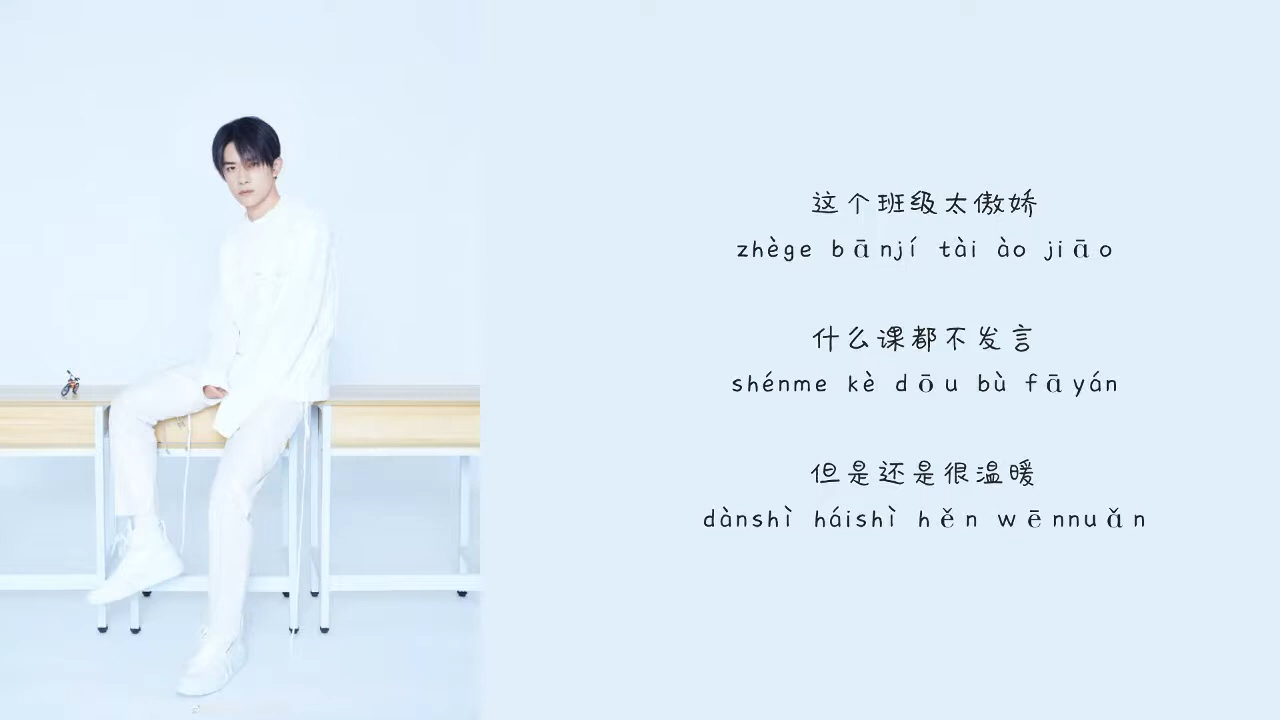 这个班级太傲娇
zhège bānjí tài ào jiāo
什么课都不发言
shénme kè dōu bù fāyán
但是还是很温暖
dànshì háishì hěn wēnnuǎn